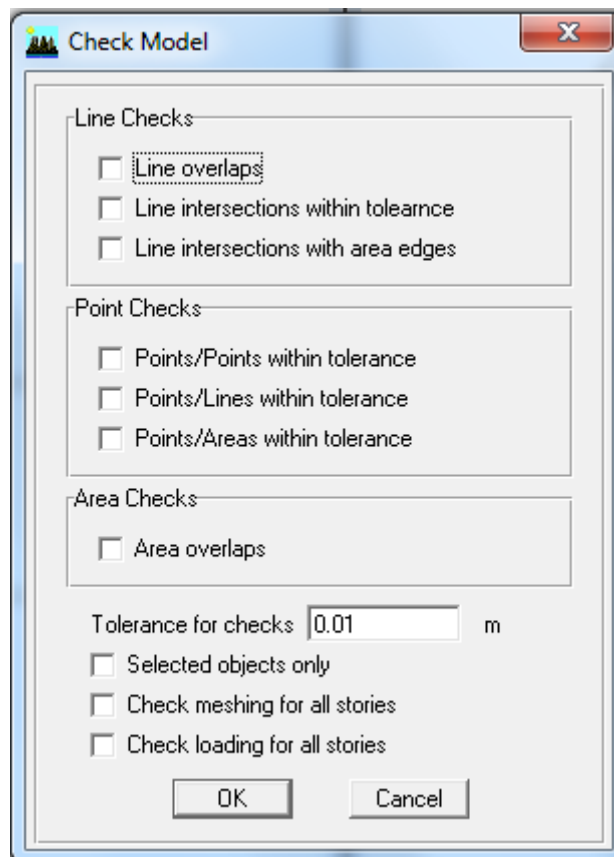 Check Model
Line Checks
Line overlaps
Line intersections within tolearnce
Line intersections with area edges
Point Checks
Points/Points within tolerance
Points/Lines within tolerance
Points/Areas within tolerance
Area Checks
Area overlaps
Tolerance for checks 0.01 m
Selected objects only
Check meshing for all stories
Check loading for all stories
OK Cancel